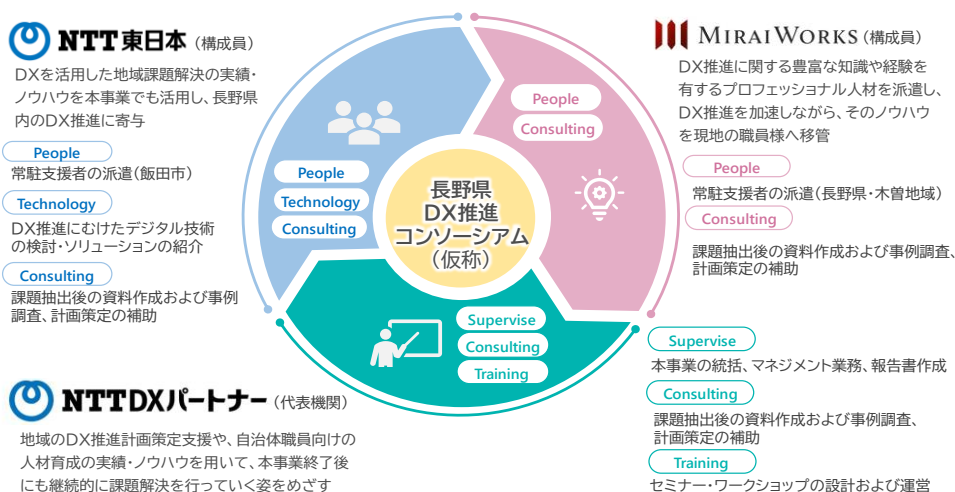 NTT東日本（構成員）
DXを活用した地域課題解決の実績・
ノウハウを本事業でも活用し、長野県
内のDX推進に寄与
People
常駐支援者の派遣（飯田市）
Technology
DX推進にむけたデジタル技術
の検討・ソリューションの紹介
Consulting
課題抽出後の資料作成および事例
調査、計画策定の補助
People
Technology
Consulting
People
Consulting
長野県
DX推進
コンソーシアム
（仮称）
Supervise
Consulting
Training
MIRAIWORKS（構成員）
DX推進に関する豊富な知識や経験を
有するプロフェッショナル人材を派遣し、
DX推進を加速しながら、そのノウハウ
を現地の職員様へ移管
People
常駐支援者の派遣（長野県・木曽地域）
Consulting
課題抽出後の資料作成および事例調査、
計画策定の補助
NTTDXパートナー（代表機関）
地域のDX推進計画策定支援や、自治体職員向けの
人材育成の実績・ノウハウを用いて、本事業終了後
にも継続的に課題解決を行っていく姿をめざす
Supervise
本事業の統括、マネジメント業務、報告書作成
Consulting
課題抽出後の資料作成および事例調査、
計画策定の補助
Training
セミナー・ワークショップの設計および運営